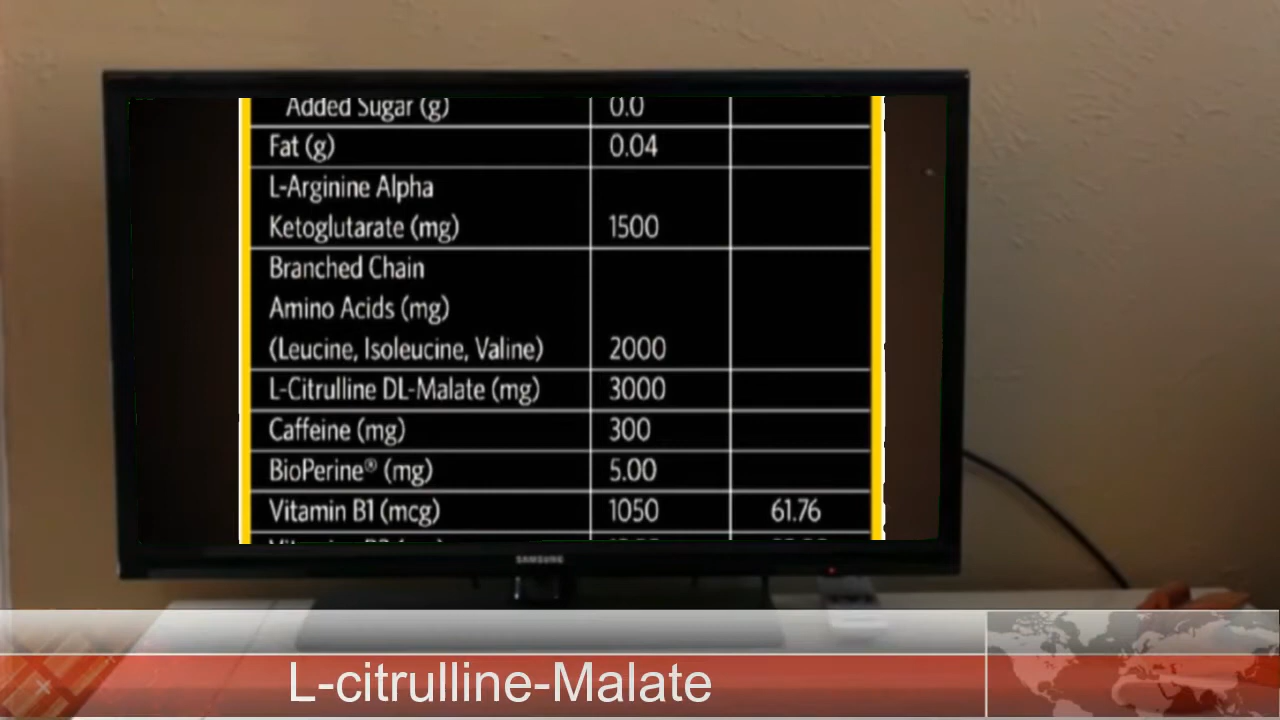 Added Sugar (g) 0.0
Fat (g) 0.04
L-Arginine Alpha
Ketoglutarate (mg) 1500
Branched Chain
Amino Acids (mg)
(Leucine, Isoleucine, Valine) 2000
L-Citrulline DL-Malate (mg) 3000
Caffeine (mg) 300
BioPerine® (mg) 5.00
Vitamin B1 (mcg) 1050 61.76
SAMSUNG
L-citrulline-Malate